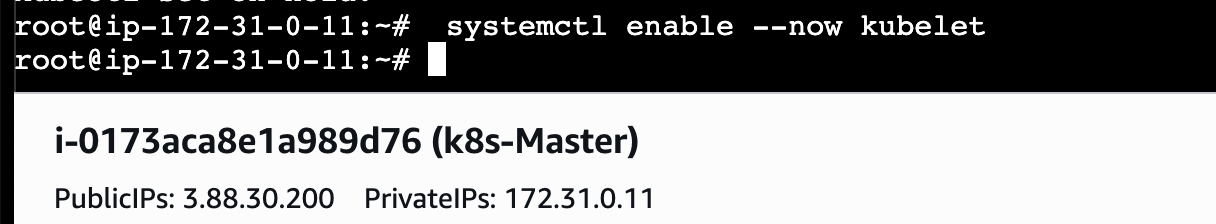 root@ip-172-31-0-11:~# systemctl enable --now kubelet
root@ip-172-31-0-11:~#
i-0173aca8e1a989d76 (k8s-Master)
PublicIPs: 3.88.30.200 PrivateIPs: 172.31.0.11